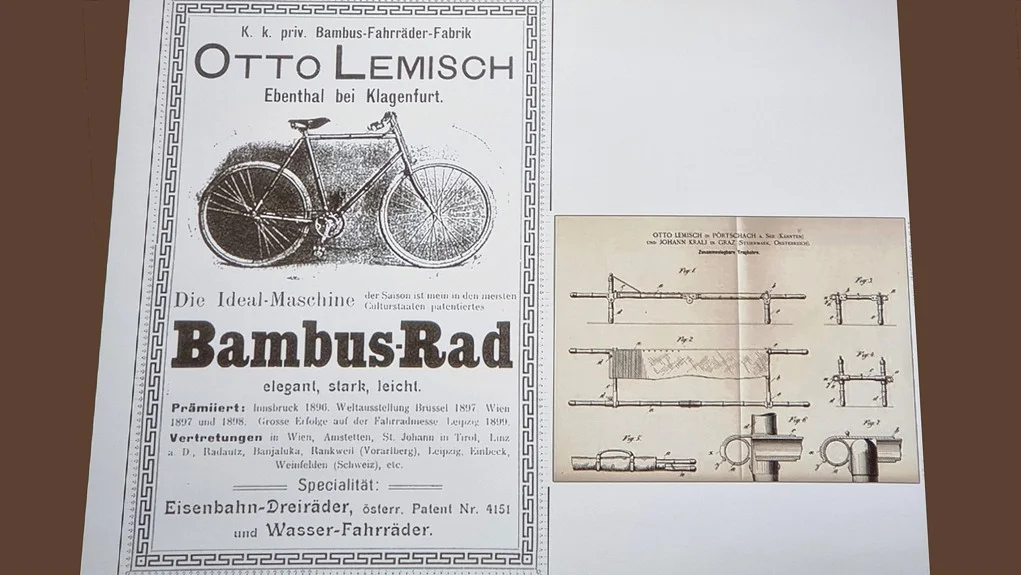 K. k. priv. Bambus-Fahrräder-Fabrik
OTTO LEMISCH
Ebenthal bei Klagenfurt.
Die Ideal-Maschine
der Saison ist mein in den meisten
Culturstaaten patentiertes
Bambus-Rad
elegant, stark, leicht.
Prämiiert: Innsbruck 1896. Weltausstellung Brüssel 1897. Wien
1897 und 1898. Grosse Erfolge auf der Fahrradmesse Leipzig 1899.
Vertretungen in Wien, Amstetten, St. Johann in Tirol, Linz
a. D., Radautz, Banjaluka, Rankweil (Vorarlberg), Leipzig, Einbeck,
Weinfelden (Schweiz), etc.
Specialität:
Eisenbahn-Dreiräder, österr. Patent Nr. 4151
und Wasser-Fahrräder.
OTTO LEMISCH in PÖRTSCHACH a. See (Kärnten)
und JOHANN KRALI in GRAZ (Steiermark, Oesterreich).
Zusammenlegbare Tragbahre.
Fig. 1
Fig. 3
Fig. 2
Fig. 4
Fig. 5
Fig. 6
Fig. 7